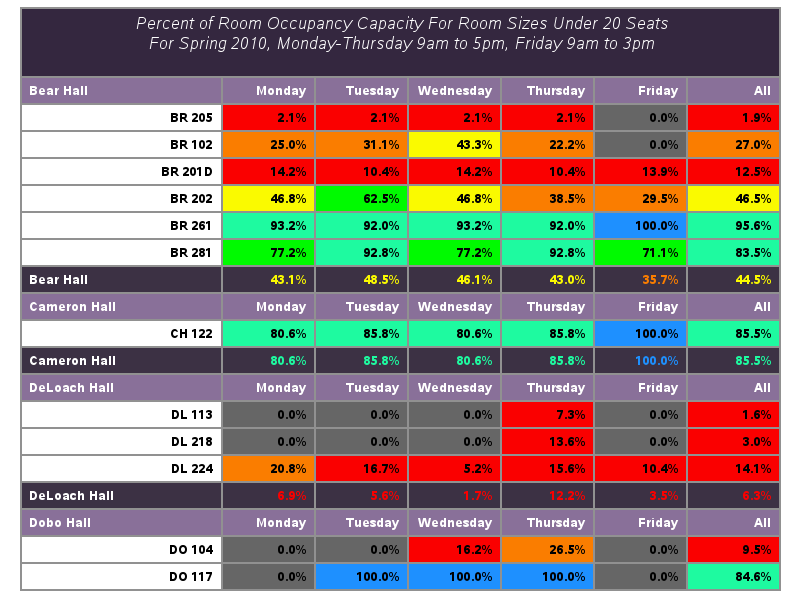 Percent of Room Occupancy Capacity For Room Sizes Under 20 Seats
For Spring 2010, Monday-Thursday 9am to 5pm, Friday 9am to 3pm
Bear Hall Monday Tuesday Wednesday Thursday Friday All
BR 205 2.1% 2.1% 2.1% 2.1% 0.0% 1.9%
BR 102 25.0% 31.1% 43.3% 22.2% 0.0% 27.0%
BR 201D 14.2% 10.4% 14.2% 10.4% 13.9% 12.5%
BR 202 46.8% 62.5% 46.8% 38.5% 29.5% 46.5%
BR 261 93.2% 92.0% 93.2% 92.0% 100.0% 95.6%
BR 281 77.2% 92.8% 77.2% 92.8% 71.1% 83.5%
Bear Hall 43.1% 48.5% 46.1% 43.0% 35.7% 44.5%
Cameron Hall Monday Tuesday Wednesday Thursday Friday All
CH 122 80.6% 85.8% 80.6% 85.8% 100.0% 85.5%
Cameron Hall 80.6% 85.8% 80.6% 85.8% 100.0% 85.5%
DeLoach Hall Monday Tuesday Wednesday Thursday Friday All
DL 113 0.0% 0.0% 0.0% 7.3% 0.0% 1.6%
DL 218 0.0% 0.0% 0.0% 13.6% 0.0% 3.0%
DL 224 20.8% 16.7% 5.2% 15.6% 10.4% 14.1%
DeLoach Hall 6.9% 5.6% 1.7% 12.2% 3.5% 6.3%
Dobo Hall Monday Tuesday Wednesday Thursday Friday All
DO 104 0.0% 0.0% 16.2% 26.5% 0.0% 9.5%
DO 117 0.0% 100.0% 100.0% 100.0% 0.0% 84.6%